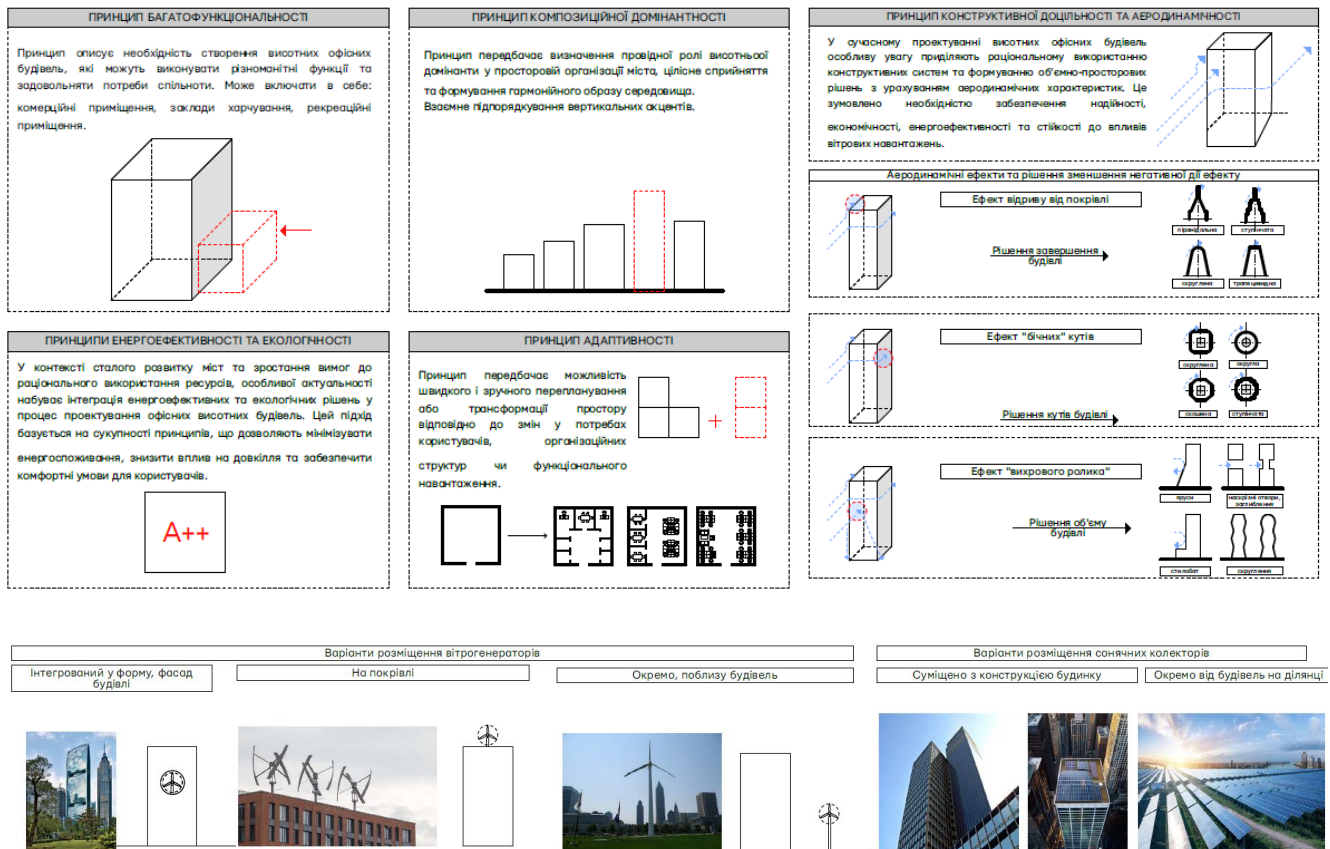 ПРИНЦИП БАГАТОФУНКЦІОНАЛЬНОСТІ
Принцип описує необхідність створення висотних офісних
будівель, які можуть виконувати різноманітні функції та
задовольняти потреби спільноти. Може включати в себе:
комерційні приміщення, заклади харчування, рекреаційні
приміщення.
ПРИНЦИП КОМПОЗИЦІЙНОЇ ДОМІНАНТНОСТІ
Принцип передбачає визначення провідної ролі висотньої
домінанти у просторовій організації міста, цілісне сприйняття
та формування гармонійного образу середовища.
Взаємне підпорядкування вертикальних акцентів.
ПРИНЦИП КОНСТРУКТИВНОЇ ДОЦІЛЬНОСТІ ТА АЕРОДИНАМІЧНОСТІ
У сучасному проектуванні висотних офісних будівель
особливу увагу приділяють раціональному використанню
конструктивних систем та формуванню об'ємно-просторових
рішень з урахуванням аеродинамічних характеристик. Це
зумовлено необхідністю забезпечення надійності,
економічності, енергоефективності та стійкості до впливів
вітрових навантажень.
Аеродинамічні ефекти та рішення зменшення негативної дії ефекту
Ефект відриву від покрівлі
Рішення завершення
будівлі
пірамідальна
ступінчата
скруглена
трапецевидна
Ефект "бічних" кутів
Рішення кутів будівлі
скруглена
кругла
скошена
ступінчата
Ефект "вихрового ролика"
Рішення об'єму
будівлі
яруси
наскрізні отвори,
заглиблення
стилобат
скруглення
ПРИНЦИПИ ЕНЕРГОЕФЕКТИВНОСТІ ТА ЕКОЛОГІЧНОСТІ
У контексті сталого розвитку міст та зростання вимог до
раціонального використання ресурсів, особливої актуальності
набуває інтеграція енергоефективних та екологічних рішень у
процес проектування офісних висотних будівель. Цей підхід
базується на сукупності принципів, що дозволяють мінімізувати
енергоспоживання, знизити вплив на довкілля та забезпечити
комфортні умови для користувачів.
A++
ПРИНЦИП АДАПТИВНОСТІ
Принцип передбачає можливість
швидкого і зручного перепланування
або трансформації простору
відповідно до змін у потребах
користувачів, організаційних
структур чи функціонального
навантаження.
+
Варіанти розміщення вітрогенераторів
Інтегрований у форму, фасад
будівлі
На покрівлі
Окремо, поблизу будівель
Варіанти розміщення сонячних колекторів
Суміщено з конструкцією будинку
Окремо від будівель на ділянці